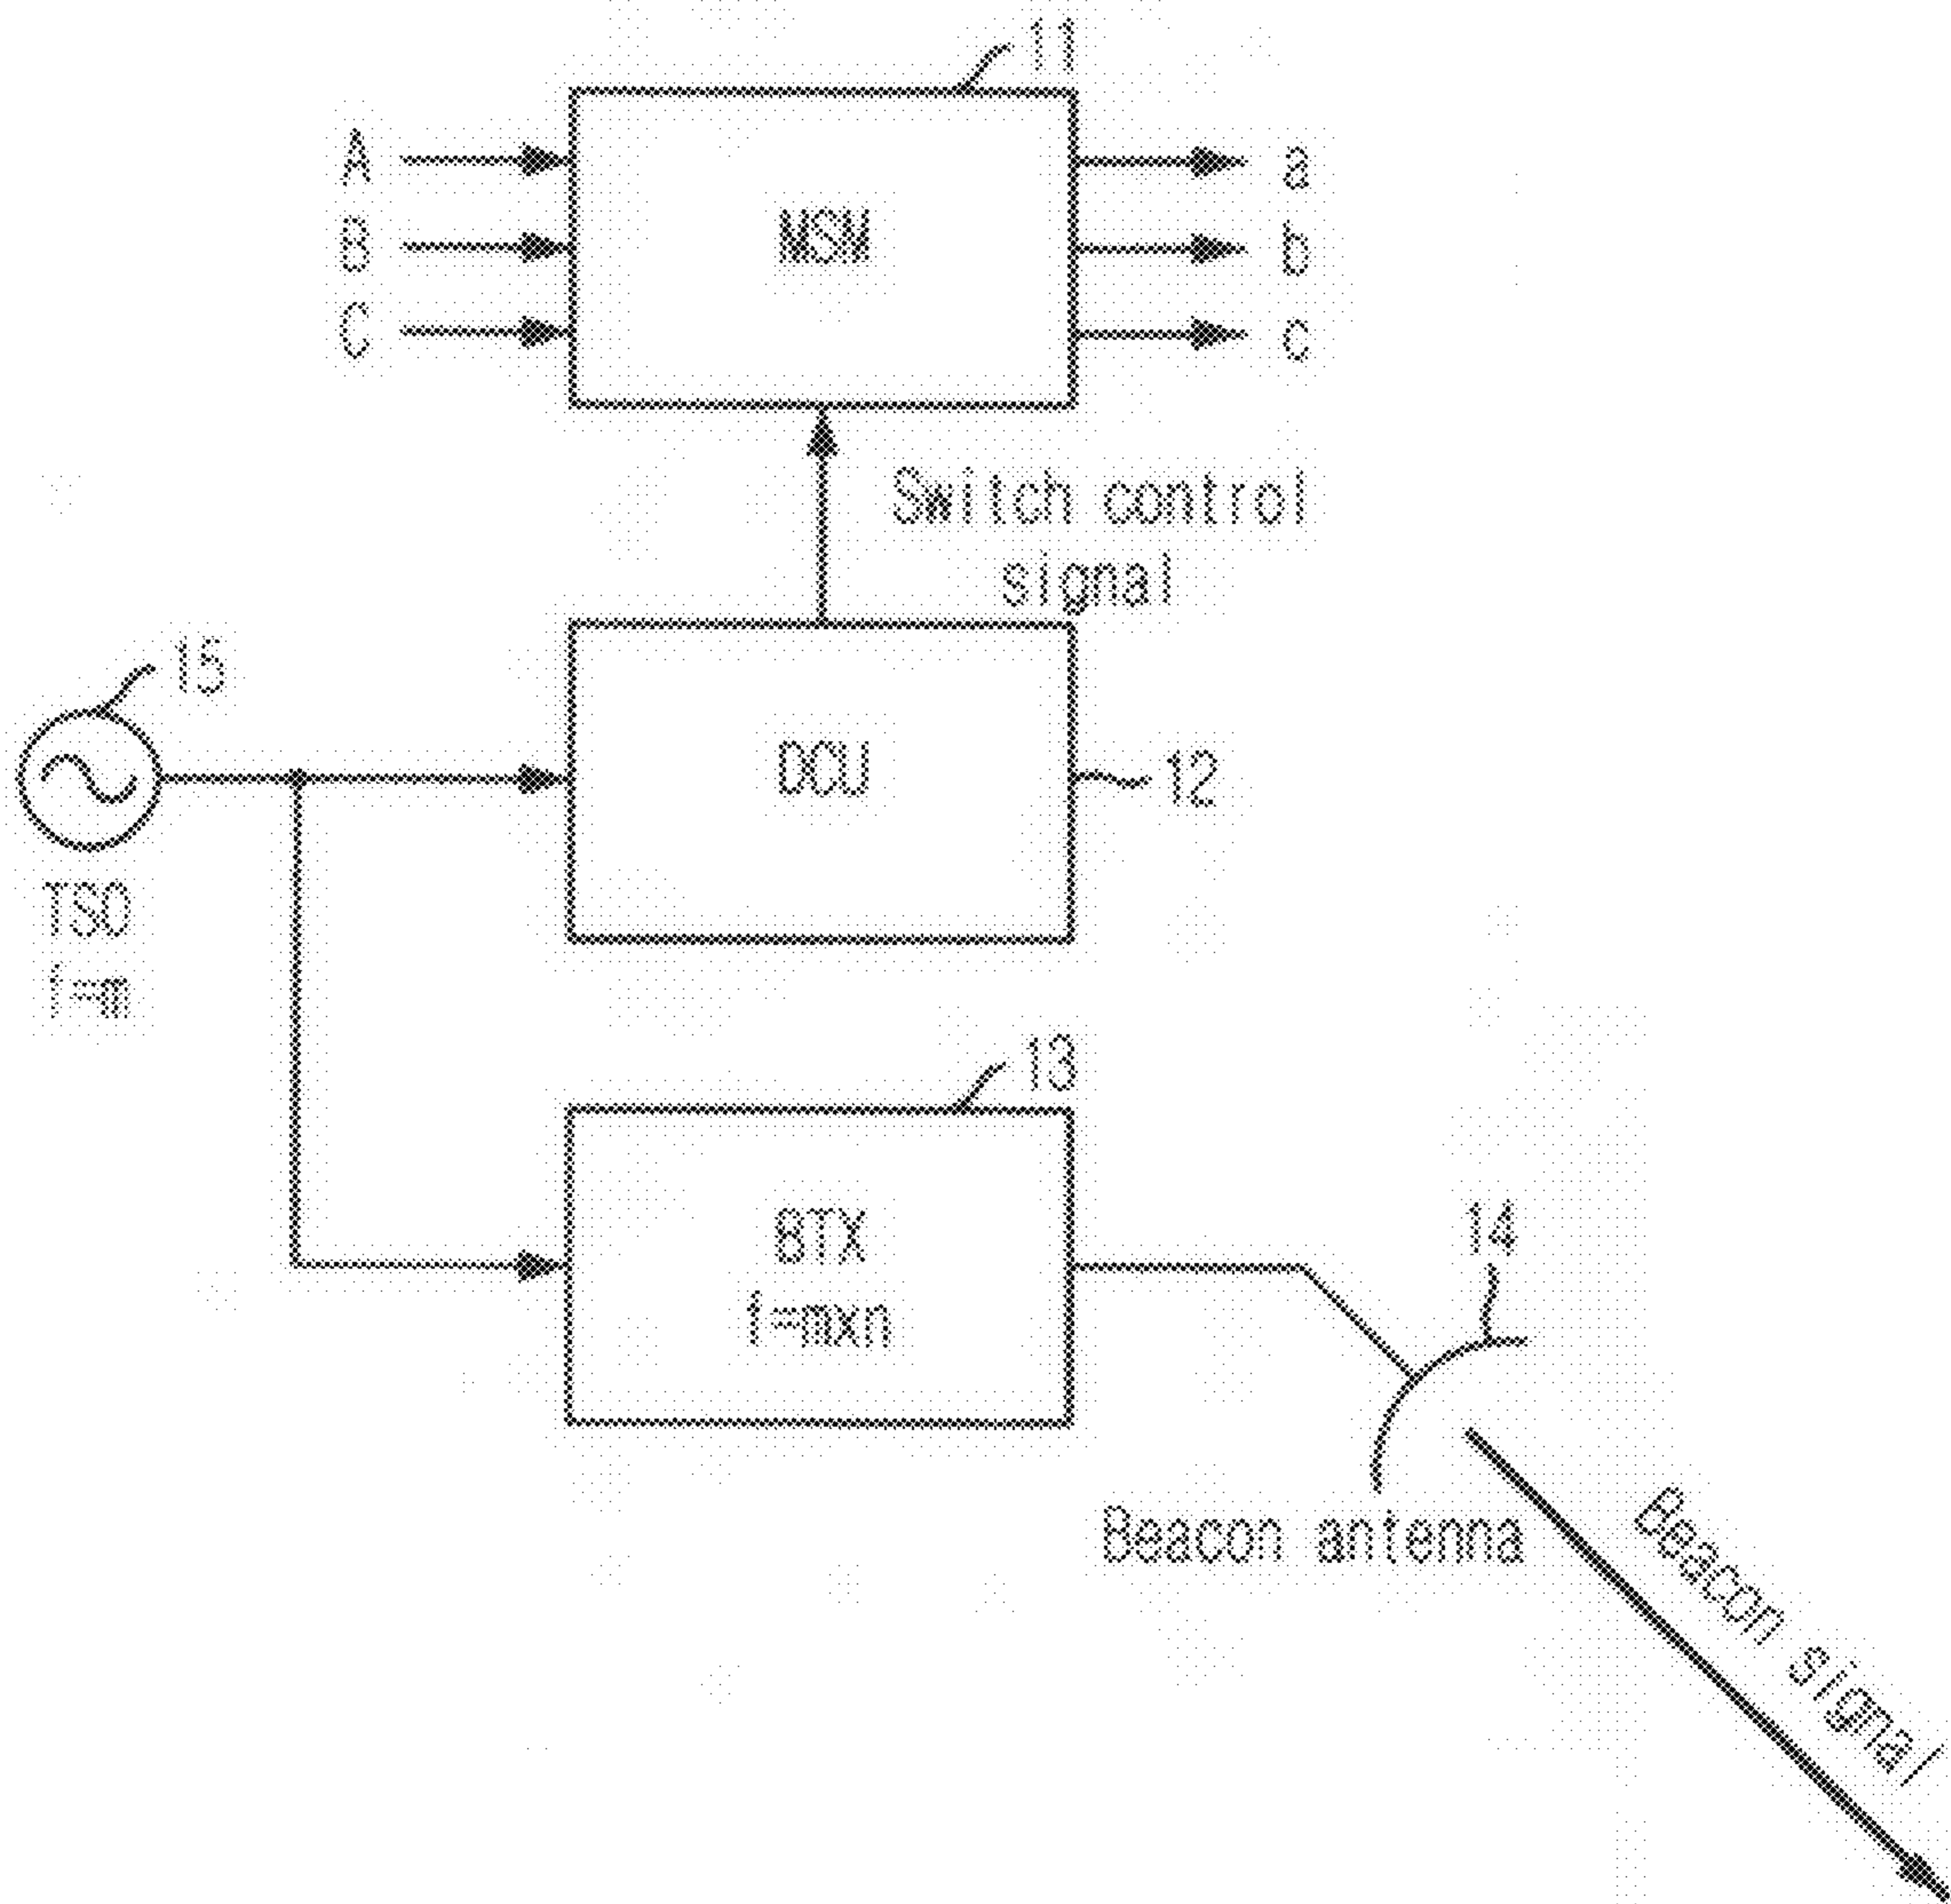 11
A
a
MSM
B
b
C
c
Switch control
signal
15
DCU
12
TSO
f=m
13
BTX
f=mxn
14
Beacon antenna
Beacon signal